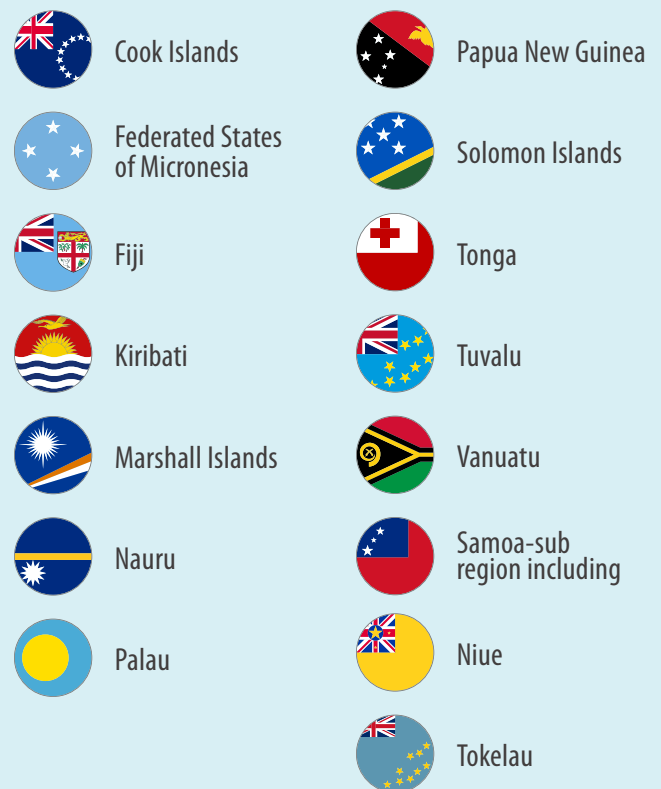 Cook Islands
Federated States
of Micronesia
Fiji
Kiribati
Marshall Islands
Nauru
Palau
Papua New Guinea
Solomon Islands
Tonga
Tuvalu
Vanuatu
Samoa-sub
region including
Niue
Tokelau